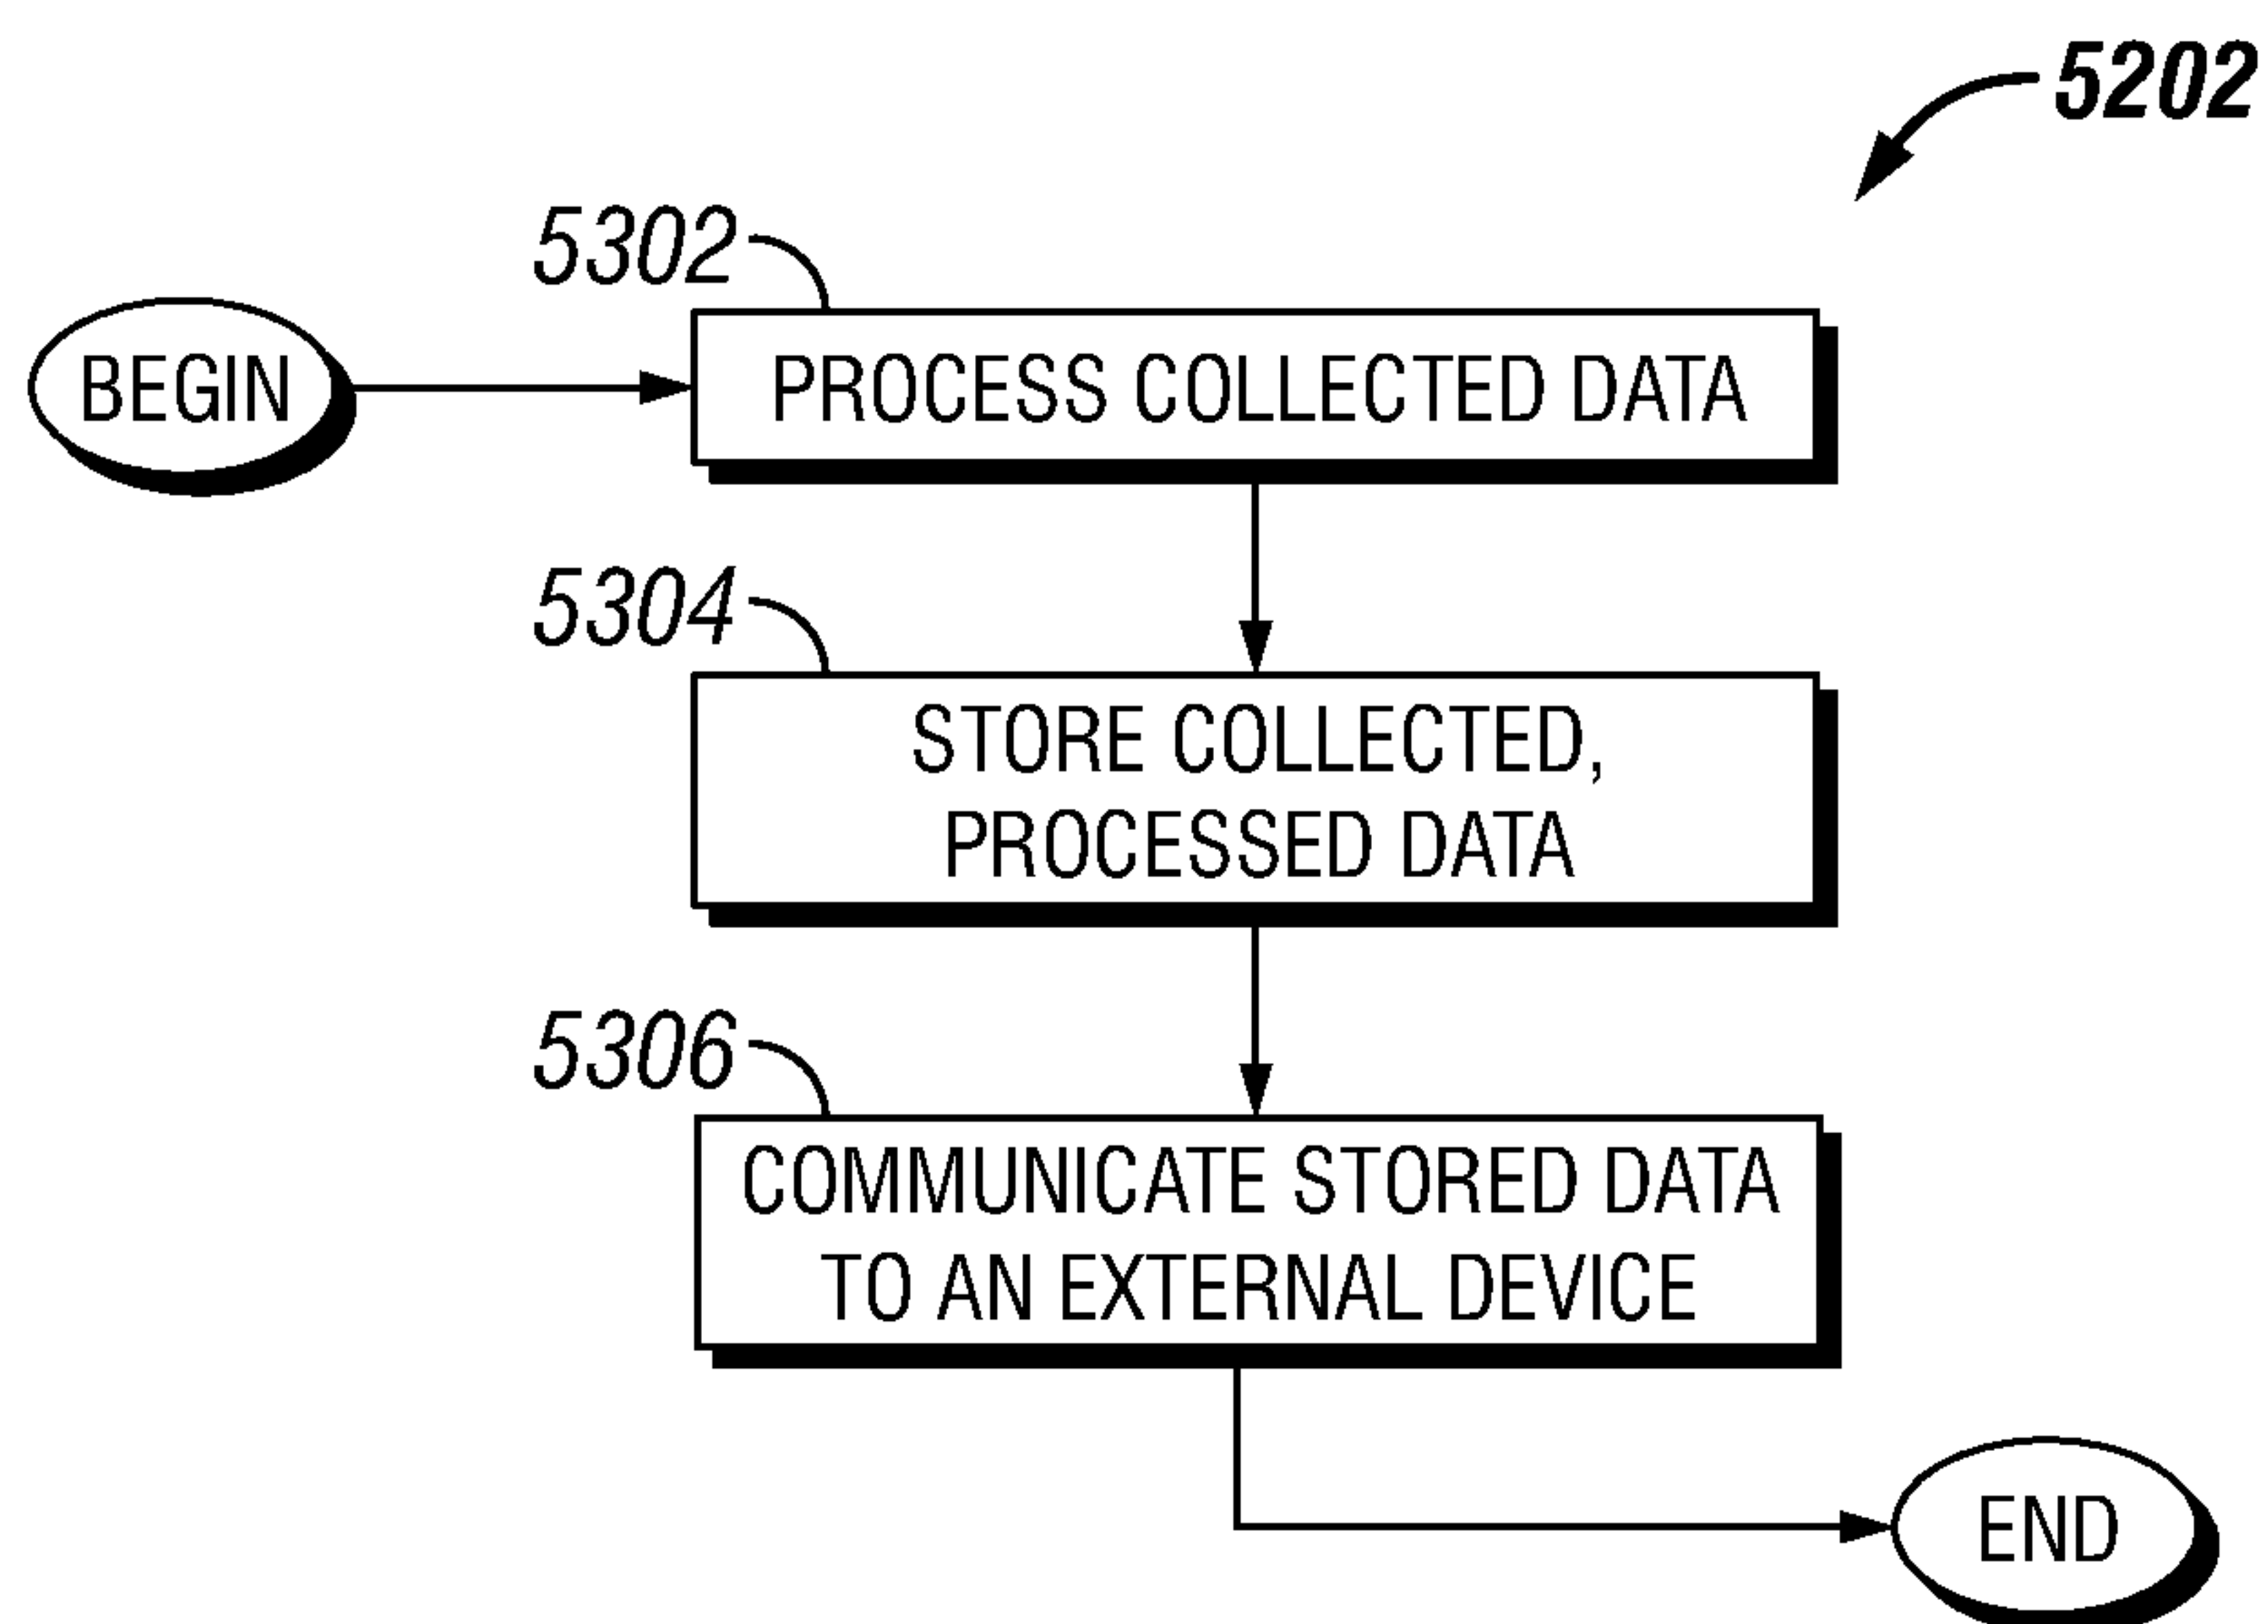 5202
5302
BEGIN
PROCESS COLLECTED DATA
5304
STORE COLLECTED,
PROCESSED DATA
5306
COMMUNICATE STORED DATA
TO AN EXTERNAL DEVICE
END